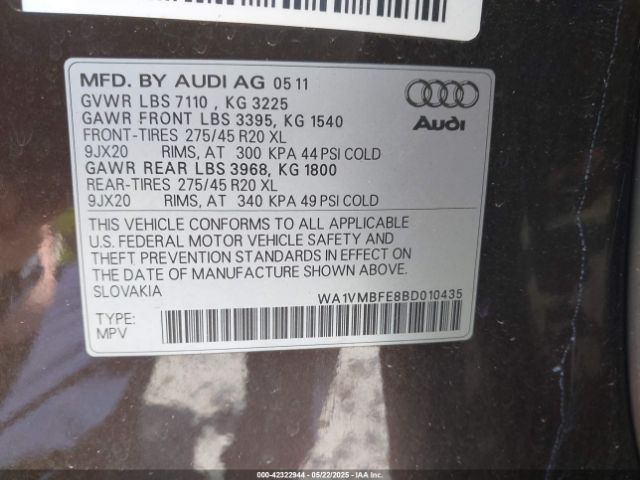 MFD. BY AUDI AG 05 11
GVWR LBS 7110 , KG 3225
GAWR FRONT LBS 3395, KG 1540
FRONT-TIRES 275/45 R20 XL
9JX20 RIMS, AT 300 KPA 44 PSI COLD
GAWR REAR LBS 3968, KG 1800
REAR-TIRES 275/45 R20 XL
9JX20 RIMS, AT 340 KPA 49 PSI COLD
Audi
THIS VEHICLE CONFORMS TO ALL APPLICABLE
U.S. FEDERAL MOTOR VEHICLE SAFETY AND
THEFT PREVENTION STANDARDS IN EFFECT ON
THE DATE OF MANUFACTURE SHOWN ABOVE.
SLOVAKIA
WA1VMBFE8BD010435
TYPE:
MPV
000-42322944 - 05/22/2025 - IAAI.COM